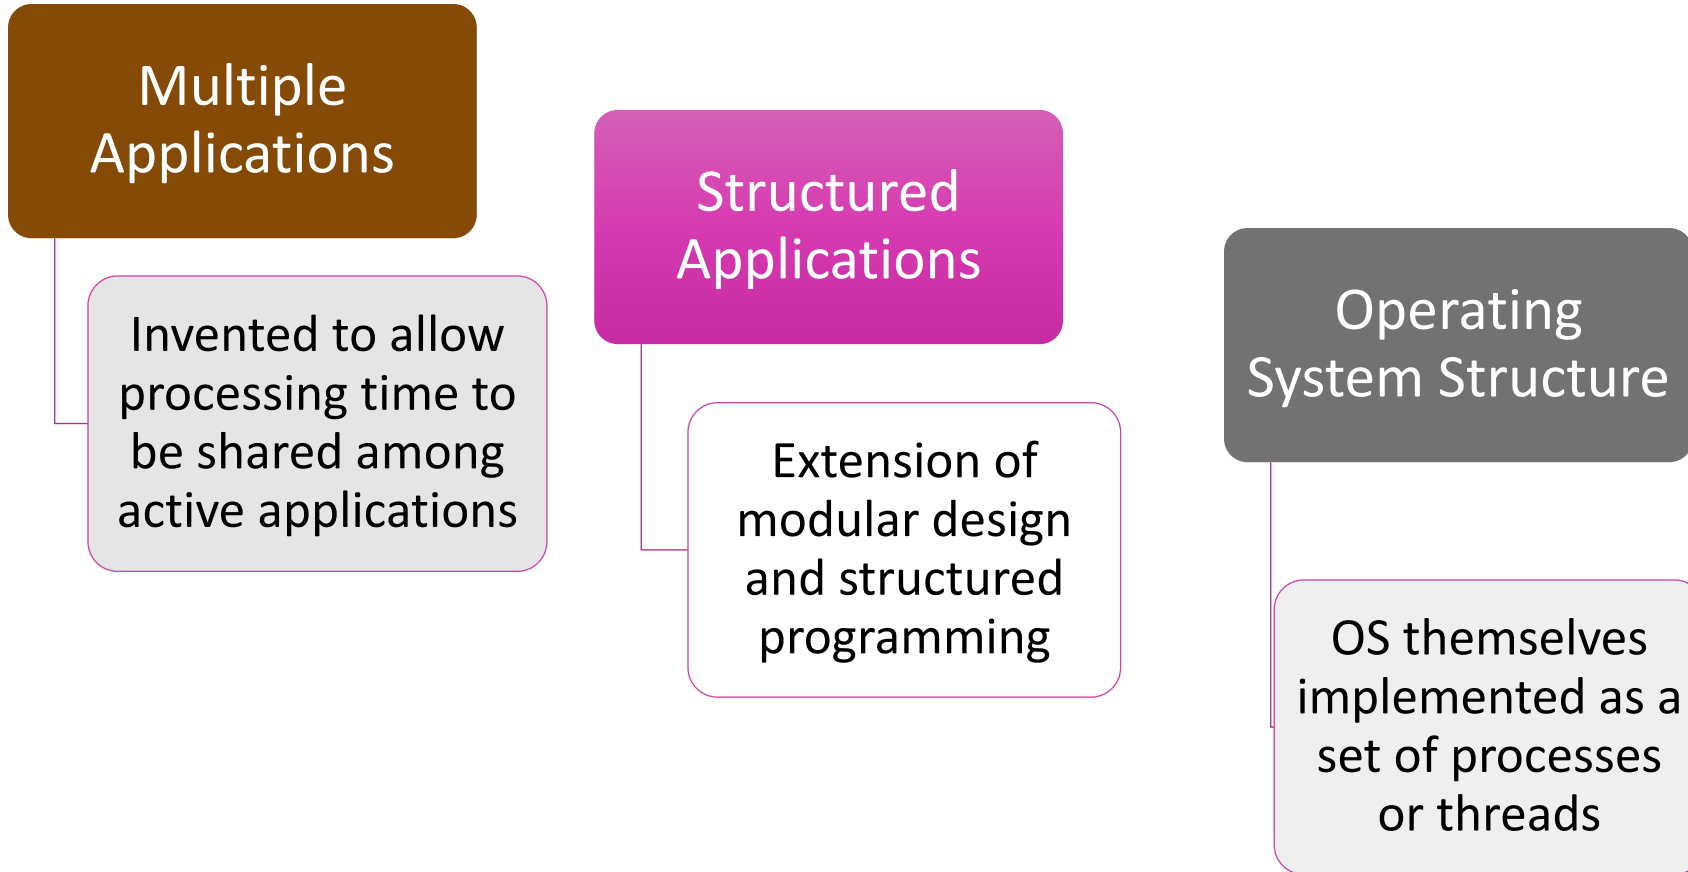 Multiple
Applications
Invented to allow
processing time to
be shared among
active applications
Structured
Applications
Extension of
modular design
and structured
programming
Operating
System Structure
OS themselves
implemented as a
set of processes
or threads